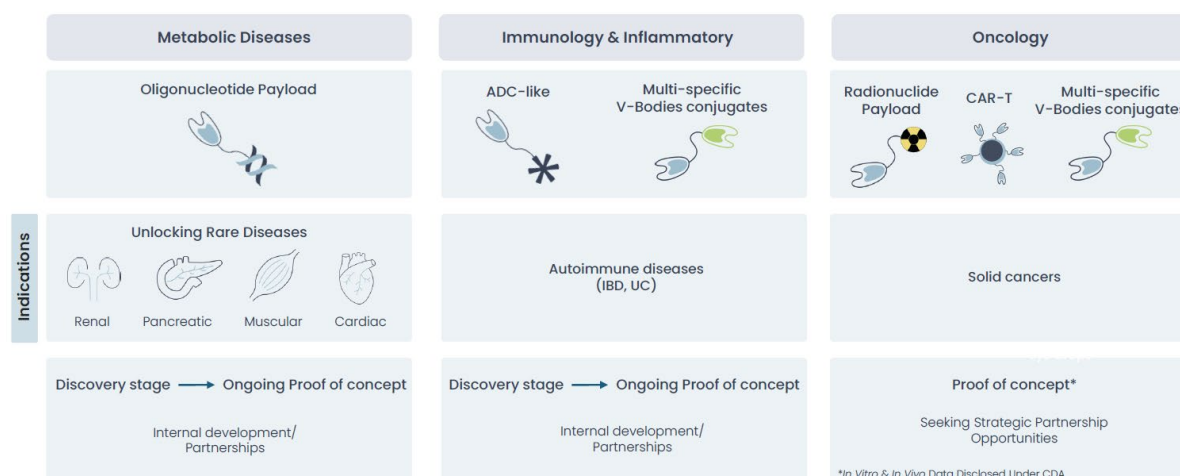 Metabolic Diseases
Immunology & Inflammatory
Oncology
Oligonucleotide Payload
ADC-like
Multi-specific
V-Bodies conjugates
Radionuclide
Payload
CAR-T
Multi-specific
V-Bodies conjugates
Indications
Unlocking Rare Diseases
Renal
Pancreatic
Muscular
Cardiac
Autoimmune diseases
(IBD, UC)
Solid cancers
Discovery stage → Ongoing Proof of concept
Internal development/
Partnerships
Discovery stage → Ongoing Proof of concept
Internal development/
Partnerships
Proof of concept*
Seeking Strategic Partnership
Opportunities
*In Vitro & In Vivo Data Disclosed Under CDA